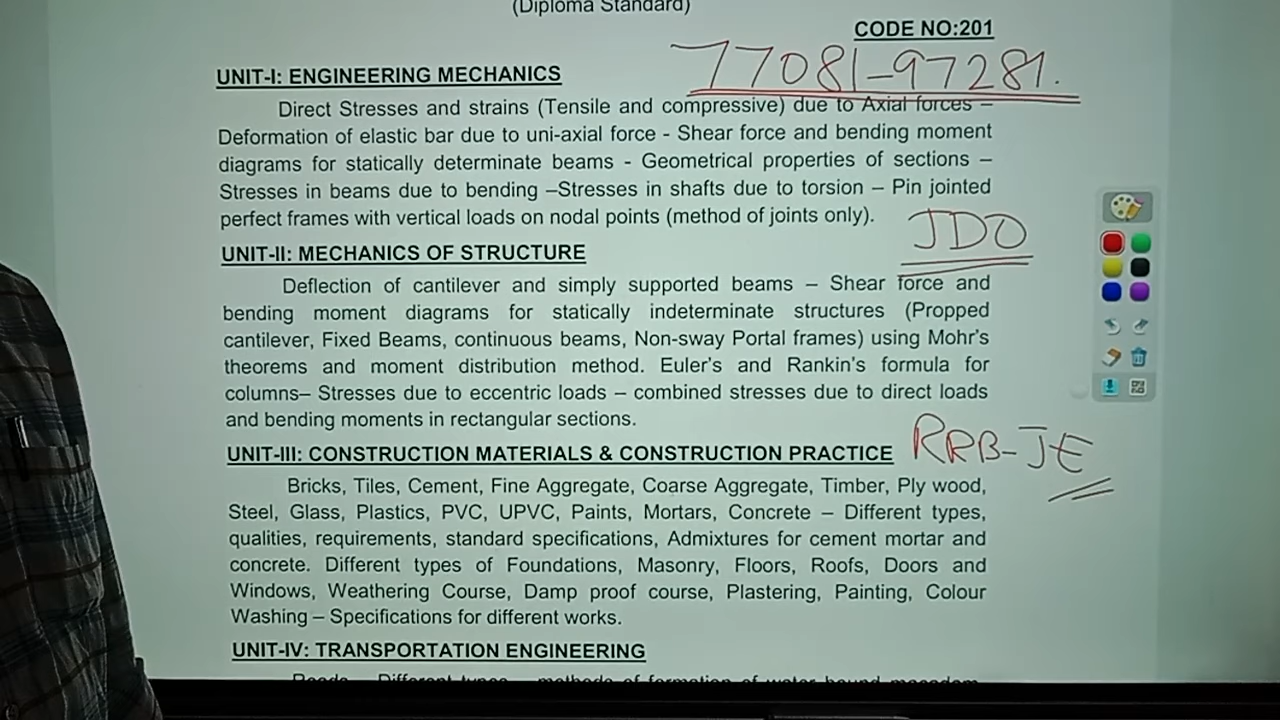 (Diploma Standard)
CODE NO:201
77081-97281.
UNIT-I: ENGINEERING MECHANICS
Direct Stresses and strains (Tensile and compressive) due to Axial forces –
Deformation of elastic bar due to uni-axial force - Shear force and bending moment
diagrams for statically determinate beams - Geometrical properties of sections –
Stresses in beams due to bending –Stresses in shafts due to torsion – Pin jointed
perfect frames with vertical loads on nodal points (method of joints only).
JDO
UNIT-II: MECHANICS OF STRUCTURE
Deflection of cantilever and simply supported beams – Shear force and
bending moment diagrams for statically indeterminate structures (Propped
cantilever, Fixed Beams, continuous beams, Non-sway Portal frames) using Mohr's
theorems and moment distribution method. Euler's and Rankin's formula for
columns– Stresses due to eccentric loads – combined stresses due to direct loads
and bending moments in rectangular sections.
RRB-JE
UNIT-III: CONSTRUCTION MATERIALS & CONSTRUCTION PRACTICE
Bricks, Tiles, Cement, Fine Aggregate, Coarse Aggregate, Timber, Ply wood,
Steel, Glass, Plastics, PVC, UPVC, Paints, Mortars, Concrete – Different types,
qualities, requirements, standard specifications, Admixtures for cement mortar and
concrete. Different types of Foundations, Masonry, Floors, Roofs, Doors and
Windows, Weathering Course, Damp proof course, Plastering, Painting, Colour
Washing – Specifications for different works.
UNIT-IV: TRANSPORTATION ENGINEERING
Roads – Different types – methods of formation of water bound macadam